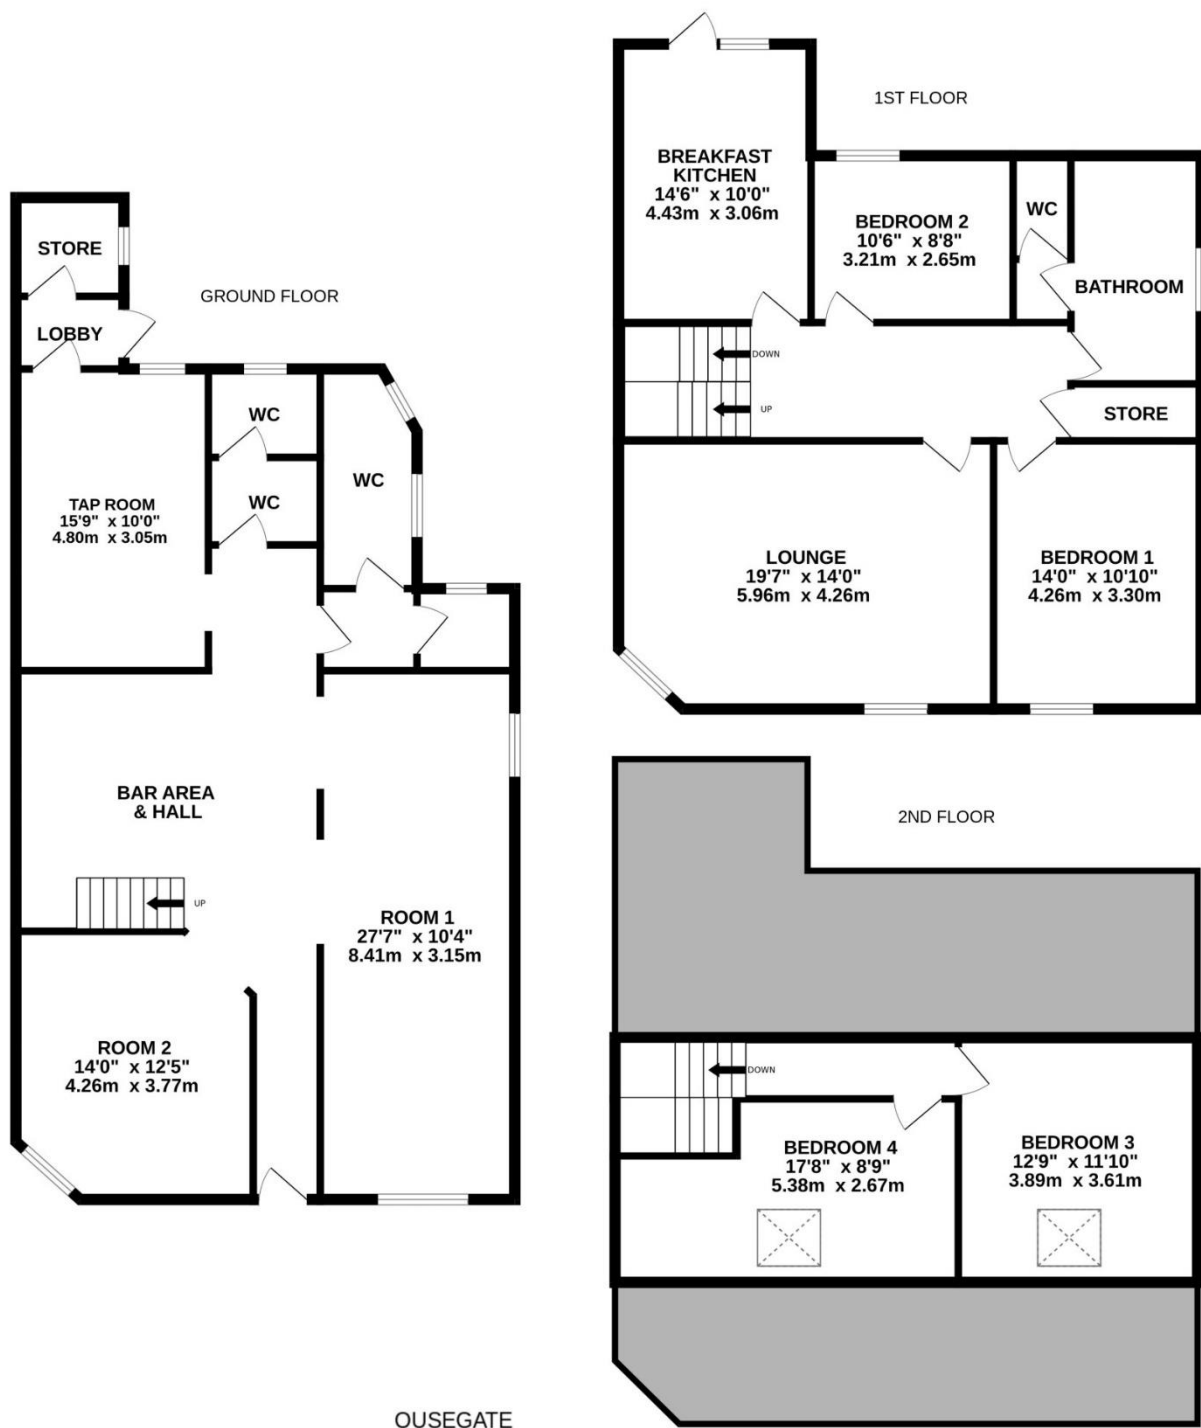 GROUND FLOOR
STORE
LOBBY
WC
WC
WC
TAP ROOM
15'9" x 10'0"
4.80m x 3.05m
BAR AREA
& HALL
UP
ROOM 1
27'7" x 10'4"
8.41m x 3.15m
ROOM 2
14'0" x 12'5"
4.26m x 3.77m
1ST FLOOR
BREAKFAST
KITCHEN
14'6" x 10'0"
4.43m x 3.06m
BEDROOM 2
10'6" x 8'8"
3.21m x 2.65m
WC
BATHROOM
DOWN
UP
STORE
LOUNGE
19'7" x 14'0"
5.96m x 4.26m
BEDROOM 1
14'0" x 10'10"
4.26m x 3.30m
2ND FLOOR
DOWN
BEDROOM 4
17'8" x 8'9"
5.38m x 2.67m
BEDROOM 3
12'9" x 11'10"
3.89m x 3.61m
OUSEGATE